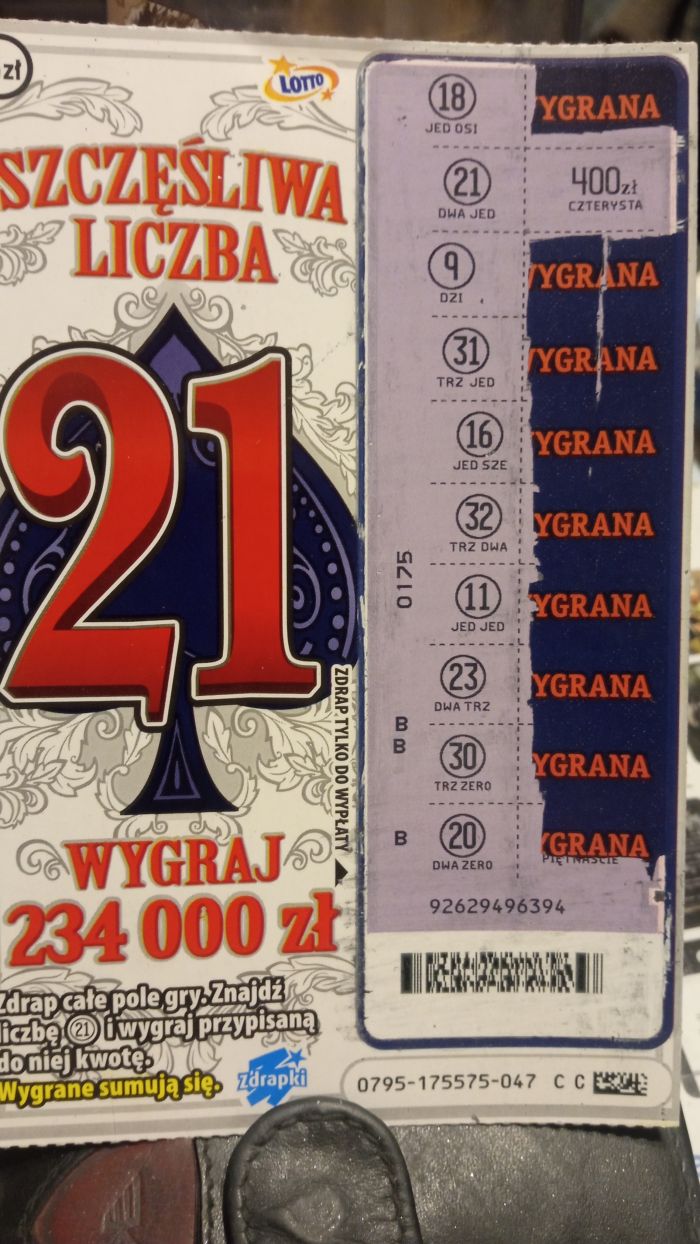 zł
LOTTO
SZCZĘŚLIWA
LICZBA
21
WYGRAJ
234 000 zł
Zdrap całe pole gry. Znajdź
liczbę 21 i wygraj przypisaną
do niej kwotę.
Wygrane sumują się.
Zdrapki
ZDRAP TYLKO DO WYPŁATY
18 WYGRANA
JED OSI
21 400zł
DWA JED CZTERYSTA
9 WYGRANA
DZI
31 WYGRANA
TRZ JED
16 WYGRANA
JED SZE
32 WYGRANA
TRZ DWA
0175
11 WYGRANA
JED JED
23 WYGRANA
DWA TRZ
B
B
30 WYGRANA
TRZ ZERO
B
20 WYGRANA
DWA ZERO PIĘTNAŚCIE
92629496394
0795-175575-047 C C